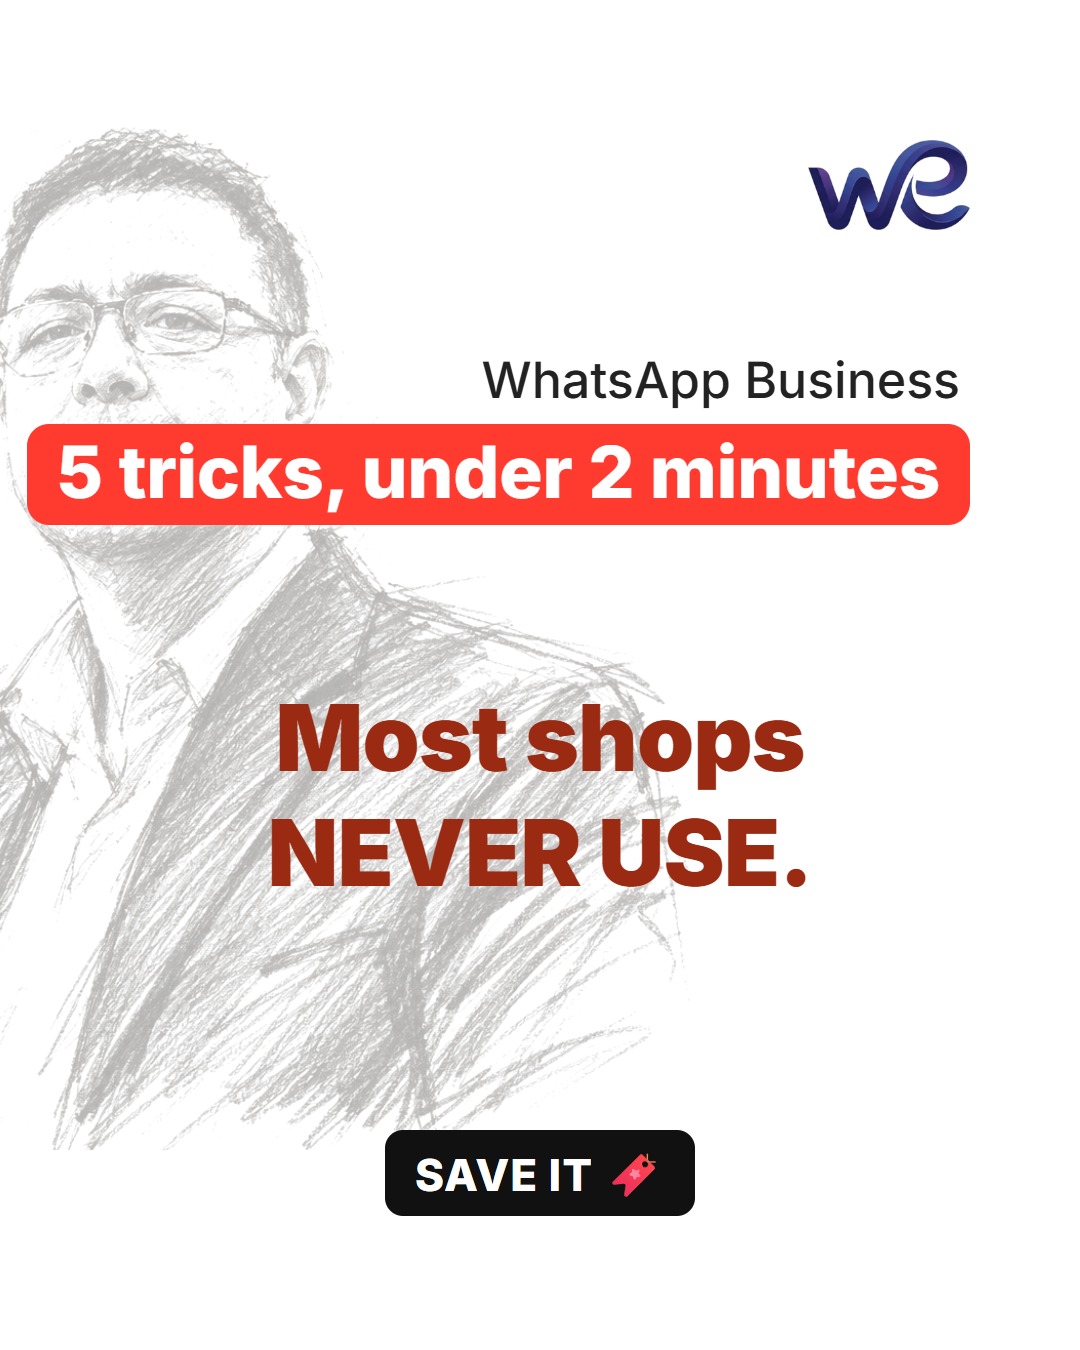 we
WhatsApp Business
5 tricks, under 2 minutes
Most shops
NEVER USE.
SAVE IT